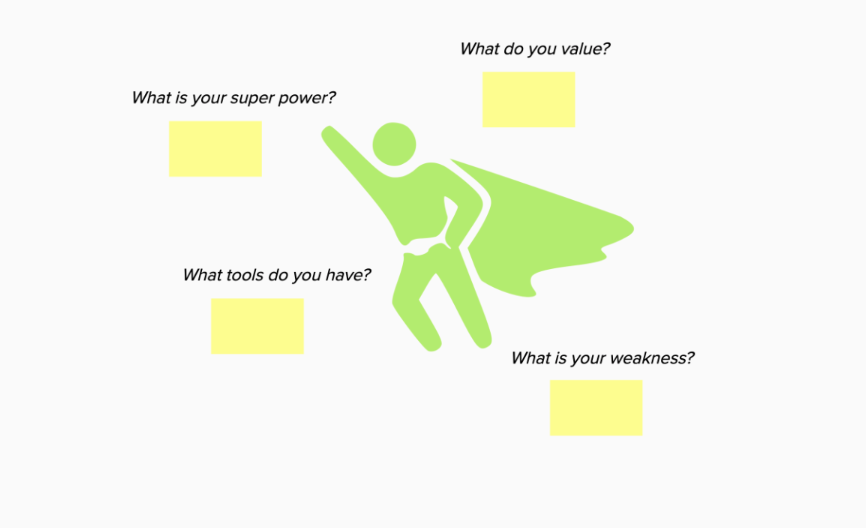 What do you value?
What is your super power?
What tools do you have?
What is your weakness?